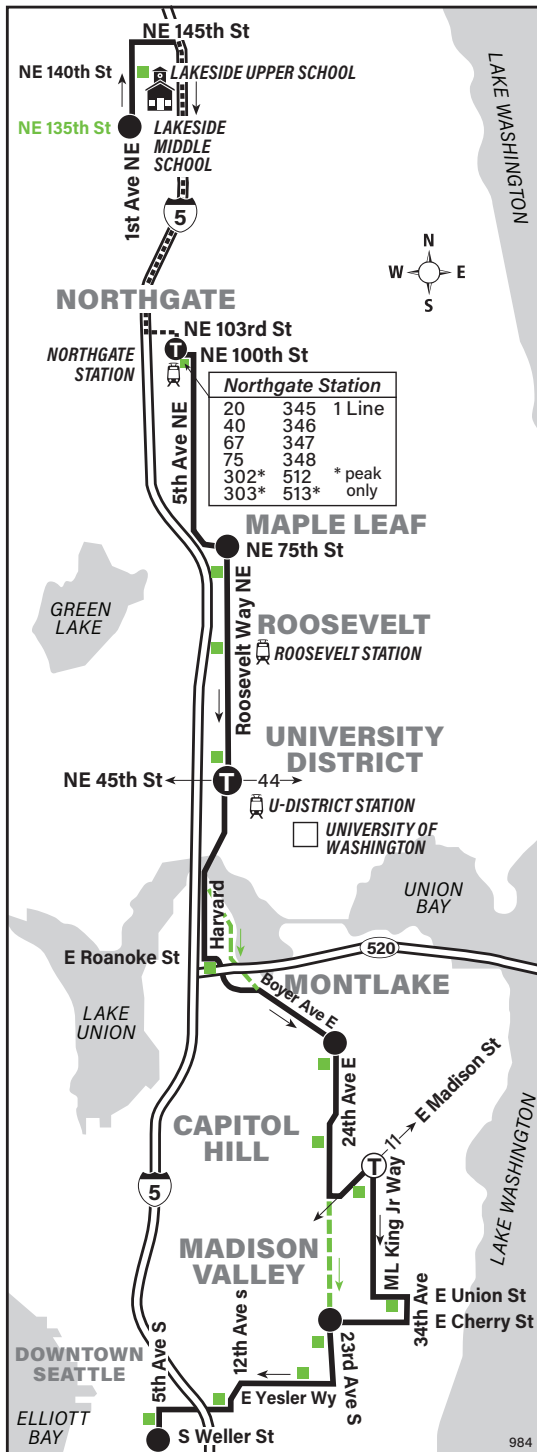 NE 145th St
NE 140th St
LAKESIDE UPPER SCHOOL
NE 135th St
LAKESIDE
MIDDLE
SCHOOL
1st Ave NE
5
LAKE WASHINGTON
N
W E
S
NORTHGATE
NE 103rd St
T
NE 100th St
NORTHGATE
STATION
Northgate Station
20 345 1 Line
40 346
67 347
75 348
302* 512 * peak
303* 513* only
5th Ave NE
MAPLE LEAF
NE 75th St
GREEN
LAKE
Roosevelt Way NE
ROOSEVELT
ROOSEVELT STATION
UNIVERSITY
DISTRICT
NE 45th St
T
44
U-DISTRICT STATION
UNIVERSITY OF
WASHINGTON
UNION
BAY
Harvard
E Roanoke St
520
MONTLAKE
Boyer Ave E
LAKE
UNION
24th Ave E
E Madison St
11
CAPITOL
HILL
T
ML King Jr Way
LAKE WASHINGTON
5
MADISON
VALLEY
34th Ave
E Union St
E Cherry St
23rd Ave S
12th Ave s
5th Ave S
DOWNTOWN
SEATTLE
E Yesler Wy
ELLIOTT
BAY
S Weller St
984